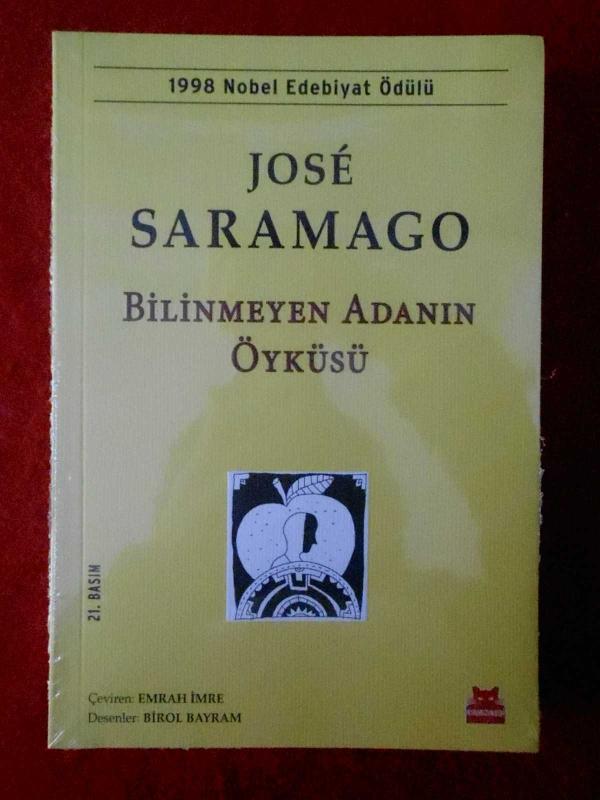 1998 Nobel Edebiyat Ödülü
JOSÉ
SARAMAGO
BİLİNMEYEN ADANIN
ÖYKÜSÜ
21. BASIM
Çeviren: EMRAH İMRE
Desenler: BİROL BAYRAM